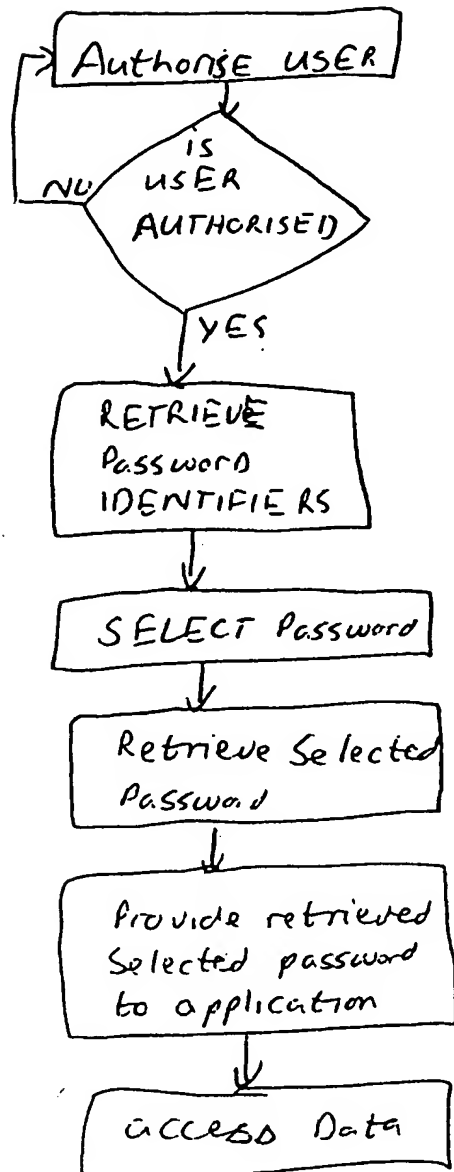 Authorise USER
is
USER
AUTHORISED
NO
YES
RETRIEVE
Password
IDENTIFIERS
SELECT Password
Retrieve Selected
Password
Provide retrieved
Selected password
to application
access Data